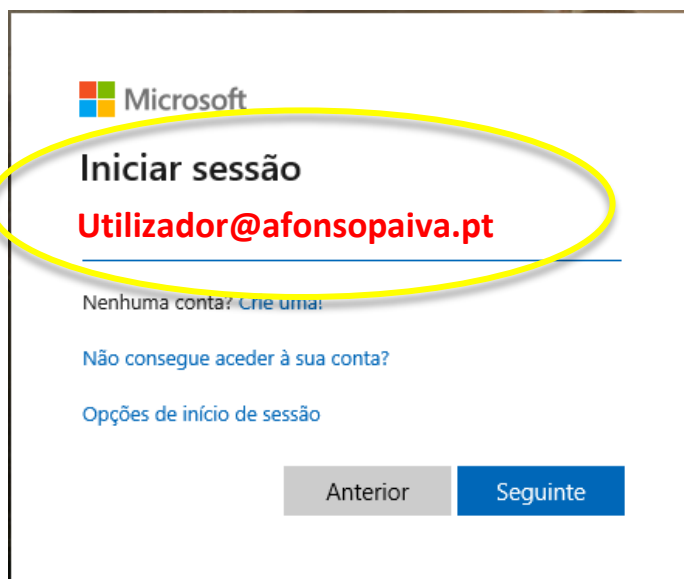 Microsoft
Iniciar sessão
Utilizador@afonsopaiva.pt
Nenhuma conta? Crie uma!
Não consegue aceder à sua conta?
Opções de início de sessão
Anterior Seguinte